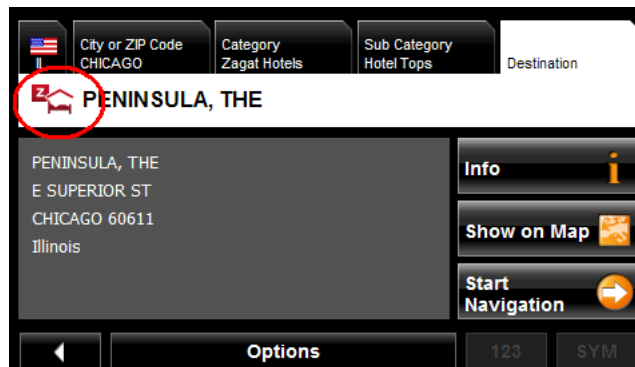 IL
City or ZIP Code
CHICAGO
Category
Zagat Hotels
Sub Category
Hotel Tops
Destination
Z
PENINSULA, THE
PENINSULA, THE
E SUPERIOR ST
CHICAGO 60611
Illinois
Info
i
Show on Map
Start
Navigation
Options
123
SYM